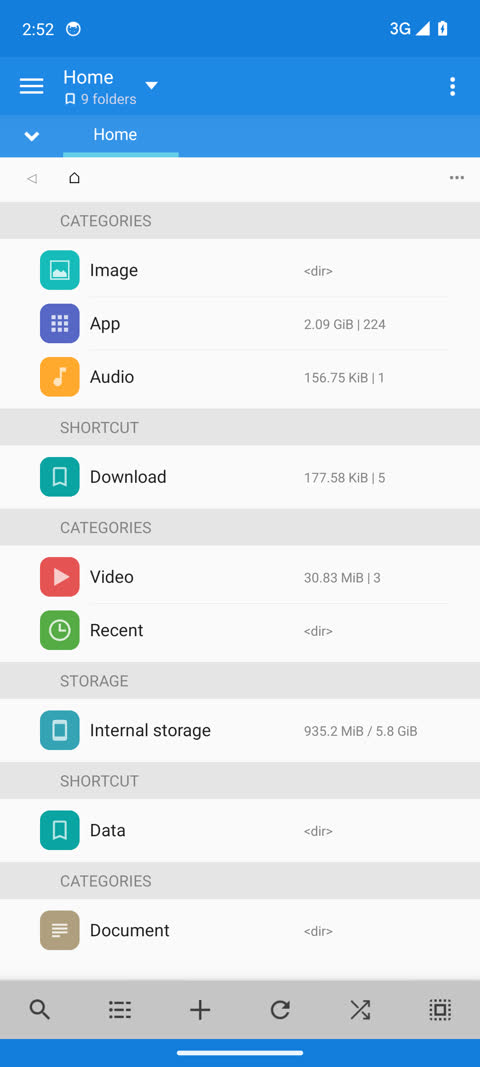 2:52
3G
Home
9 folders
Home
CATEGORIES
Image <dir>
App 2.09 GiB | 224
Audio 156.75 KiB | 1
SHORTCUT
Download 177.58 KiB | 5
CATEGORIES
Video 30.83 MiB | 3
Recent <dir>
STORAGE
Internal storage 935.2 MiB / 5.8 GiB
SHORTCUT
Data <dir>
CATEGORIES
Document <dir>